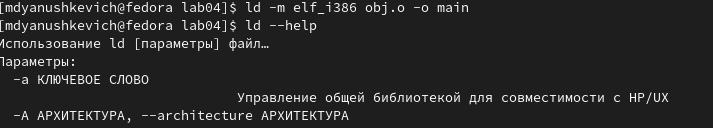 [mdyanushkevich@fedora lab04]$ ld -m elf_i386 obj.o -o main
[mdyanushkevich@fedora lab04]$ ld --help
Использование ld [параметры] файл…
Параметры:
-a КЛЮЧЕВОЕ СЛОВО
Управление общей библиотекой для совместимости с HP/UX
-A АРХИТЕКТУРА, --architecture АРХИТЕКТУРА